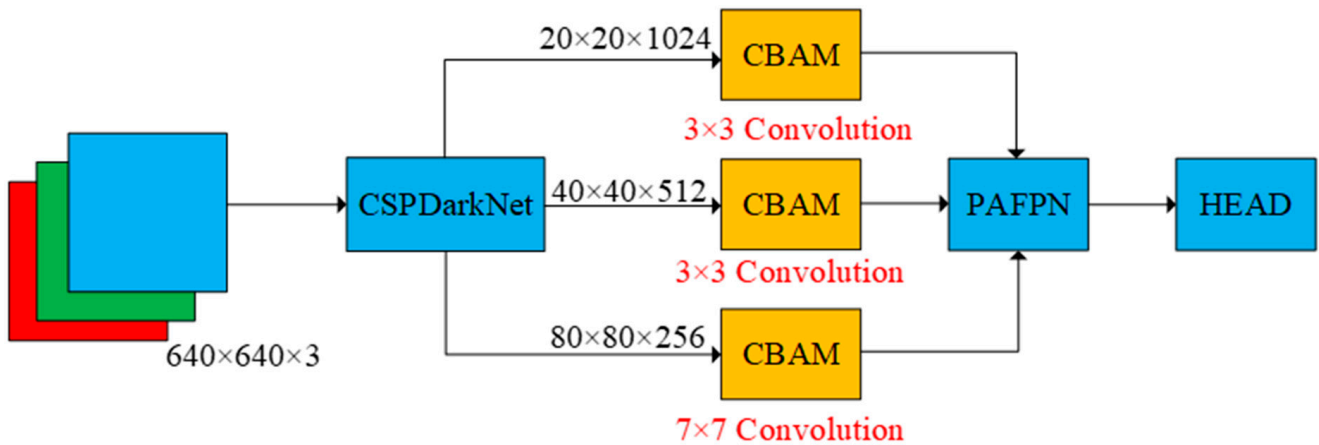 20×20×1024
CBAM
3×3 Convolution
CSPDarkNet
40×40×512
CBAM
PAFPN
HEAD
3×3 Convolution
640×640×3
80×80×256
CBAM
7×7 Convolution